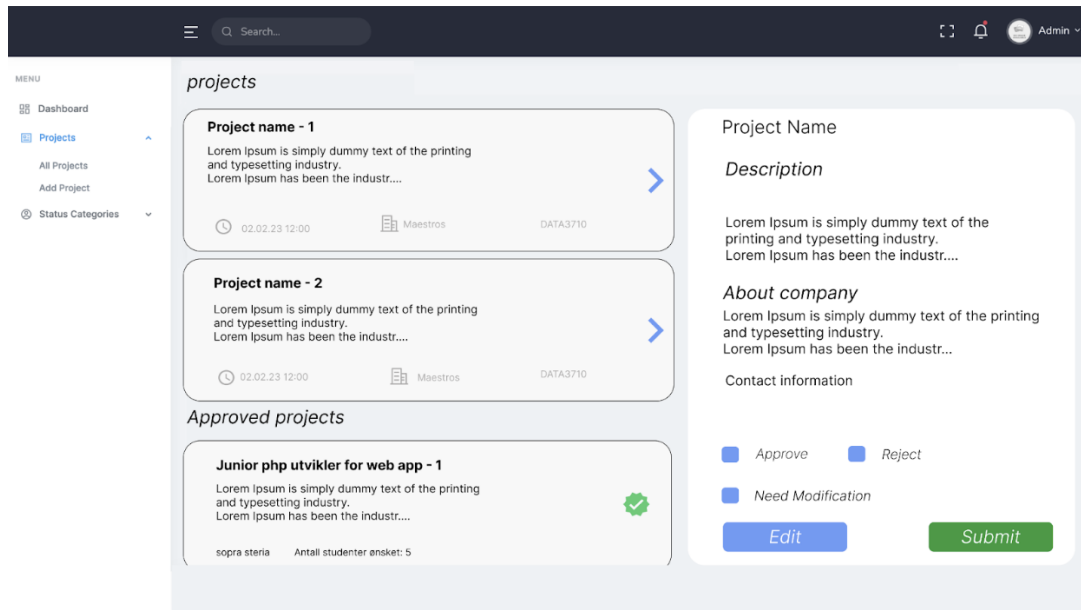 Search...
Admin
MENU
Dashboard
Projects
All Projects
Add Project
Status Categories
projects
Project name - 1
Lorem Ipsum is simply dummy text of the printing
and typesetting industry.
Lorem Ipsum has been the industr....
02.02.23 12:00
Maestros
DATA3710
Project name - 2
Lorem Ipsum is simply dummy text of the printing
and typesetting industry.
Lorem Ipsum has been the industr....
02.02.23 12:00
Maestros
DATA3710
Approved projects
Junior php utvikler for web app - 1
Lorem Ipsum is simply dummy text of the printing
and typesetting industry.
Lorem Ipsum has been the industr....
sopra steria
Antall studenter ønsket: 5
Project Name
Description
Lorem Ipsum is simply dummy text of the
printing and typesetting industry.
Lorem Ipsum has been the industr....
About company
Lorem Ipsum is simply dummy text of the printing
and typesetting industry.
Lorem Ipsum has been the industr...
Contact information
Approve
Reject
Need Modification
Edit
Submit